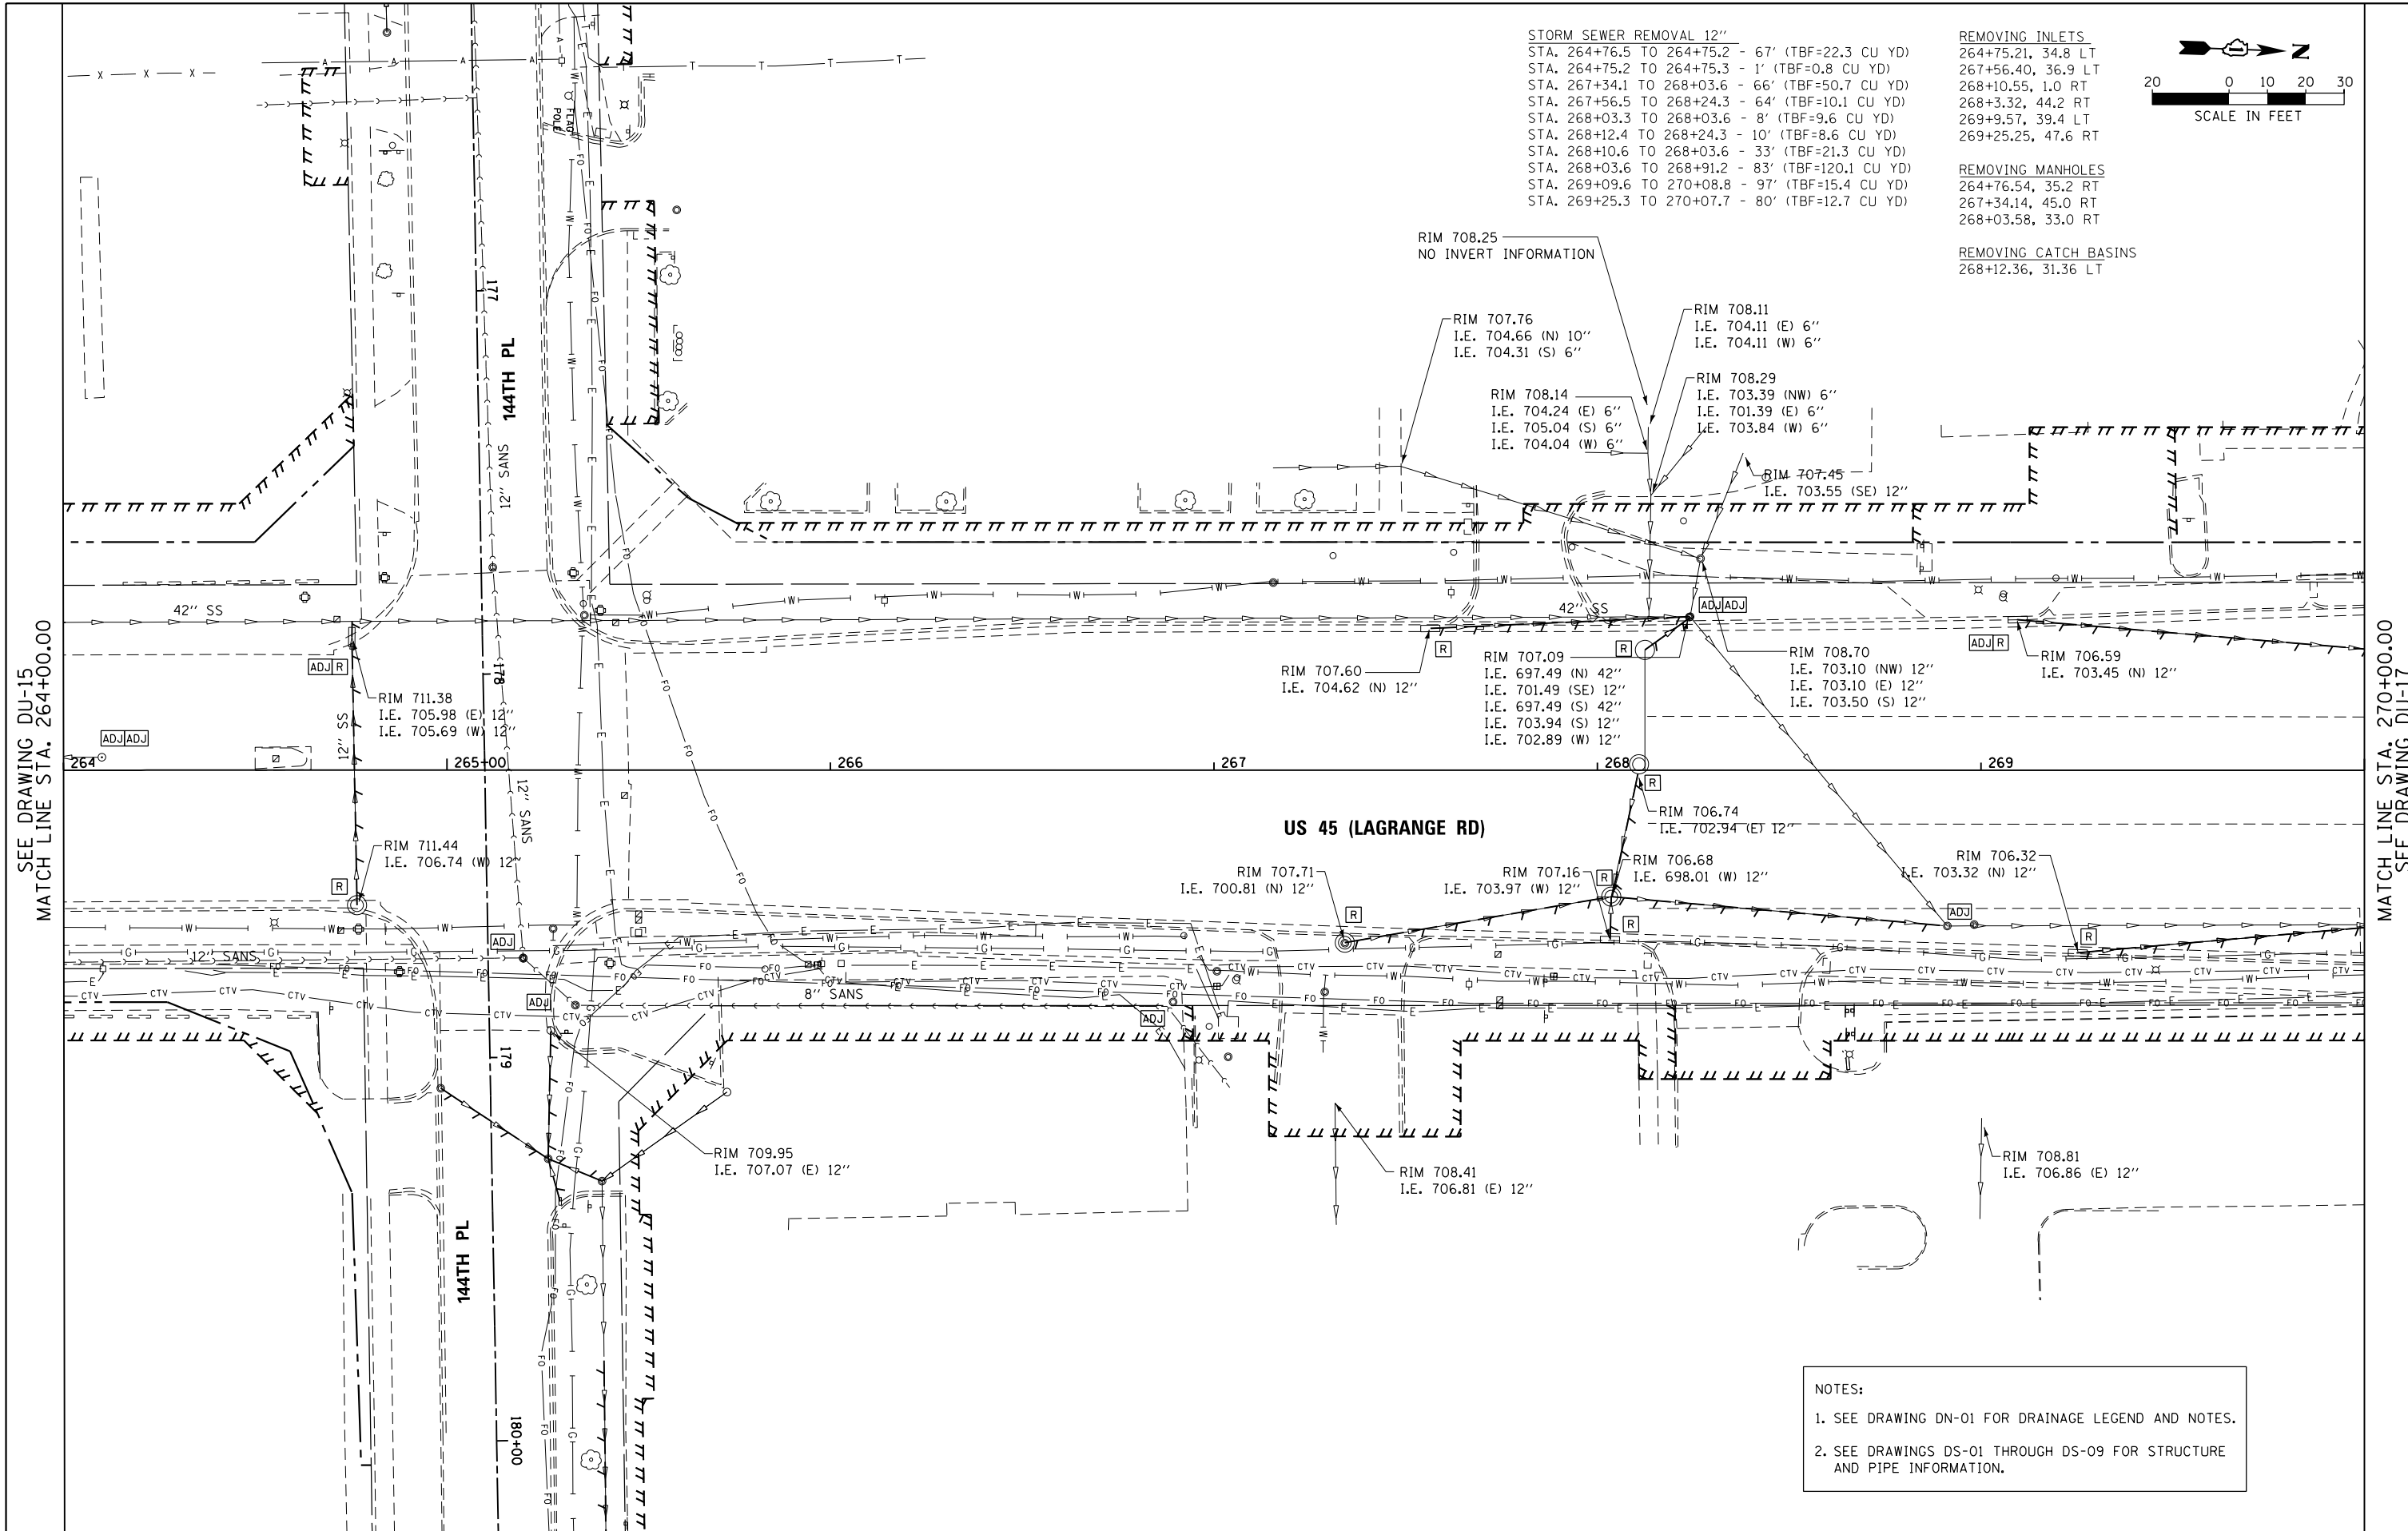 STORM SEWER REMOVAL 12"
STA. 264+76.5 TO 264+75.2 - 67' (TBF=22.3 CU YD)
STA. 264+75.2 TO 264+75.3 - 1' (TBF=0.8 CU YD)
STA. 267+34.1 TO 268+03.6 - 66' (TBF=50.7 CU YD)
STA. 267+56.5 TO 268+24.3 - 64' (TBF=10.1 CU YD)
STA. 268+03.3 TO 268+03.6 - 8' (TBF=9.6 CU YD)
STA. 268+12.4 TO 268+24.3 - 10' (TBF=8.6 CU YD)
STA. 268+10.6 TO 268+03.6 - 33' (TBF=21.3 CU YD)
STA. 268+03.6 TO 268+91.2 - 83' (TBF=120.1 CU YD)
STA. 269+09.6 TO 270+08.8 - 97' (TBF=15.4 CU YD)
STA. 269+25.3 TO 270+07.7 - 80' (TBF=12.7 CU YD)
REMOVING INLETS
264+75.21, 34.8 LT
267+56.40, 36.9 LT
268+10.55, 1.0 RT
268+3.32, 44.2 RT
269+9.57, 39.4 LT
269+25.25, 47.6 RT
REMOVING MANHOLES
264+76.54, 35.2 RT
267+34.14, 45.0 RT
268+03.58, 33.0 RT
REMOVING CATCH BASINS
268+12.36, 31.36 LT
N
20 0 10 20 30
SCALE IN FEET
FLAG
POLE
RIM 708.25
NO INVERT INFORMATION
RIM 707.76
I.E. 704.66 (N) 10"
I.E. 704.31 (S) 6"
RIM 708.11
I.E. 704.11 (E) 6"
I.E. 704.11 (W) 6"
RIM 708.14
I.E. 704.24 (E) 6"
I.E. 705.04 (S) 6"
I.E. 704.04 (W) 6"
RIM 708.29
I.E. 703.39 (NW) 6"
I.E. 701.39 (E) 6"
I.E. 703.84 (W) 6"
RIM 707.45
I.E. 703.55 (SE) 12"
177
144TH PL
12" SANS
42" SS
42" SS
ADJ ADJ
ADJ R
R
R
ADJ R
RIM 707.60
I.E. 704.62 (N) 12"
RIM 707.09
I.E. 697.49 (N) 42"
I.E. 701.49 (SE) 12"
I.E. 697.49 (S) 42"
I.E. 703.94 (S) 12"
I.E. 702.89 (W) 12"
RIM 708.70
I.E. 703.10 (NW) 12"
I.E. 703.10 (E) 12"
I.E. 703.50 (S) 12"
RIM 706.59
I.E. 703.45 (N) 12"
RIM 711.38
I.E. 705.98 (E) 12"
I.E. 705.69 (W) 12"
12" SS
178
ADJ ADJ
264 265+00 266 267 268 269
12" SANS
R
RIM 706.74
I.E. 702.94 (E) 12"
US 45 (LAGRANGE RD)
RIM 711.44
I.E. 706.74 (W) 12"
R
RIM 707.71
I.E. 700.81 (N) 12"
RIM 707.16
I.E. 703.97 (W) 12"
RIM 706.68
I.E. 698.01 (W) 12"
RIM 706.32
I.E. 703.32 (N) 12"
R
R
R
ADJ
R
ADJ
12" SANS
8" SANS
ADJ
ADJ
179
RIM 709.95
I.E. 707.07 (E) 12"
RIM 708.41
I.E. 706.81 (E) 12"
RIM 708.81
I.E. 706.86 (E) 12"
144TH PL
180+00
SEE DRAWING DU-15
MATCH LINE STA. 264+00.00
MATCH LINE STA. 270+00.00
SEE DRAWING DU-17
NOTES:
1. SEE DRAWING DN-01 FOR DRAINAGE LEGEND AND NOTES.
2. SEE DRAWINGS DS-01 THROUGH DS-09 FOR STRUCTURE
AND PIPE INFORMATION.